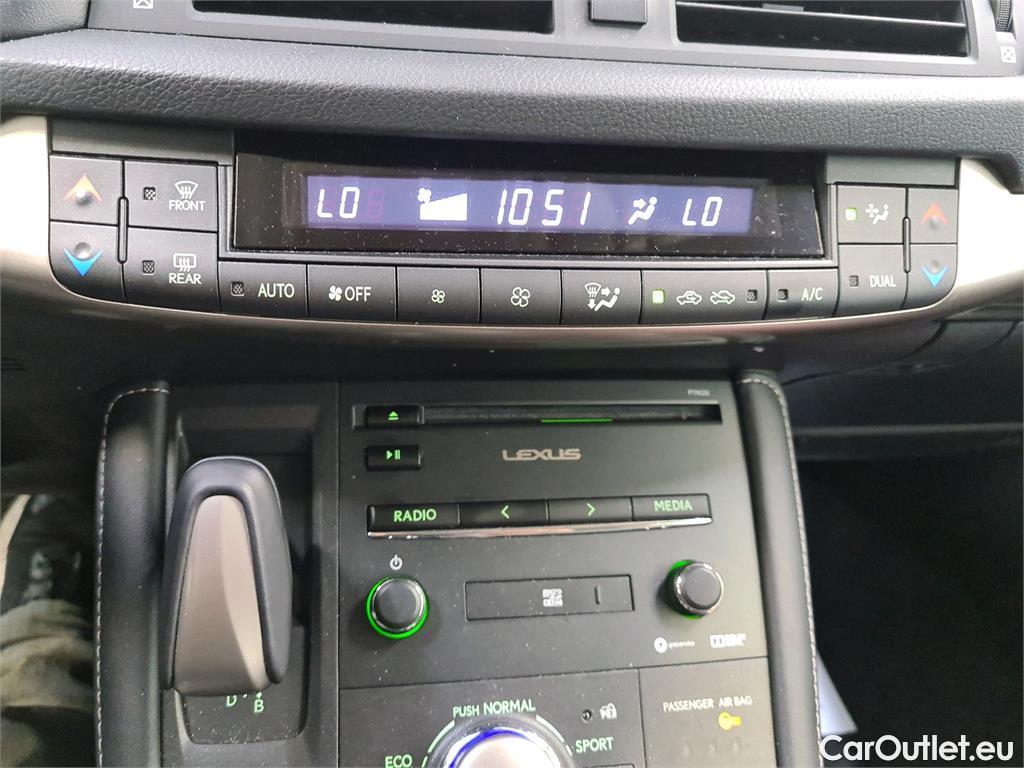 LO 1051 LO
FRONT
REAR
AUTO
OFF
A/C
DUAL
LEXUS
RADIO < > MEDIA
D
B
PUSH NORMAL
ECO
SPORT
PASSENGER AIR BAG
CarOutlet.eu